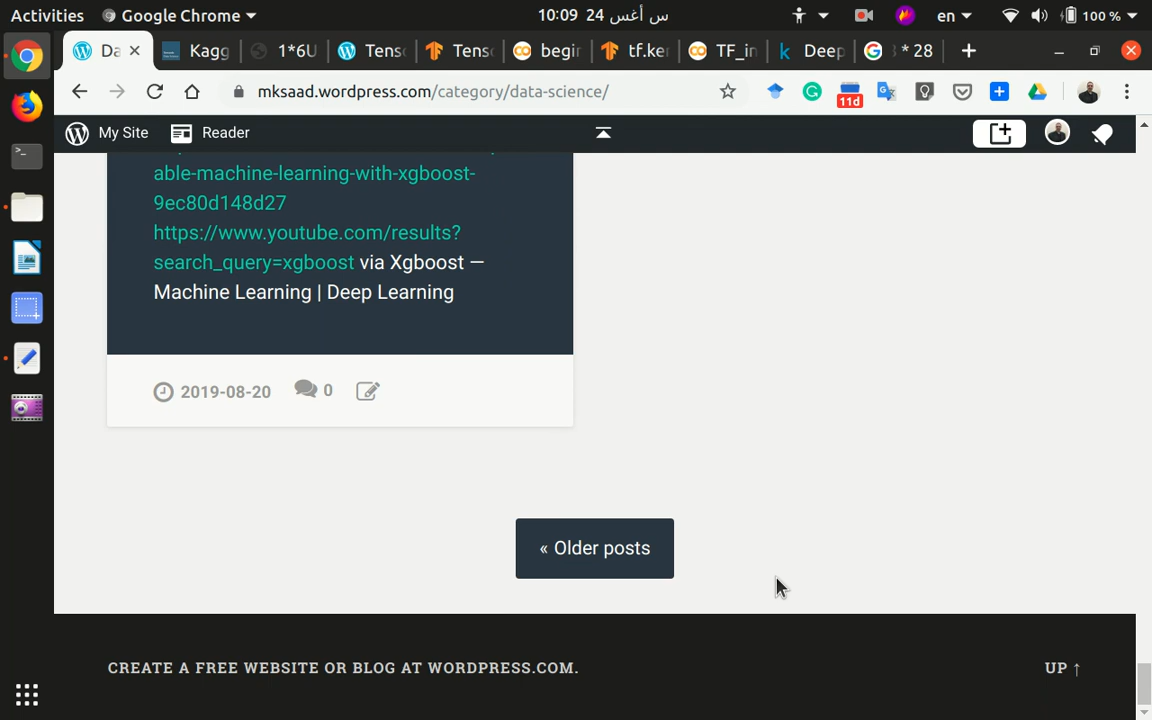 Activities Google Chrome 10:09 24 س أغس en 100 %
Da Kagg 1*6U Tens Tens begin tf.ke TF_in Deep * 28
mksaad.wordpress.com/category/data-science/ 11d
My Site Reader
able-machine-learning-with-xgboost-
9ec80d148d27
https://www.youtube.com/results?
search_query=xgboost via Xgboost —
Machine Learning | Deep Learning
2019-08-20 0
« Older posts
CREATE A FREE WEBSITE OR BLOG AT WORDPRESS.COM. UP ↑